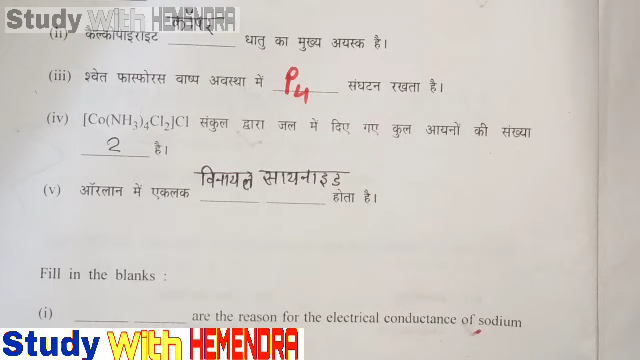 Study With HEMENDRA
(ii) कैल्कोपाइराइट ________ धातु का मुख्य अयस्क है।
(iii) श्वेत फास्फोरस वाष्प अवस्था में P4 संघटन रखता है।
(iv) [Co(NH3)4Cl2]Cl संकुल द्वारा जल में दिए गए कुल आयनों की संख्या
2 है।
विनायल सायनाइड
(v) ऑरलान में एकलक ________ ________ होता है।
Fill in the blanks :
(i) ________ ________ are the reason for the electrical conductance of sodium
Study With HEMENDRA